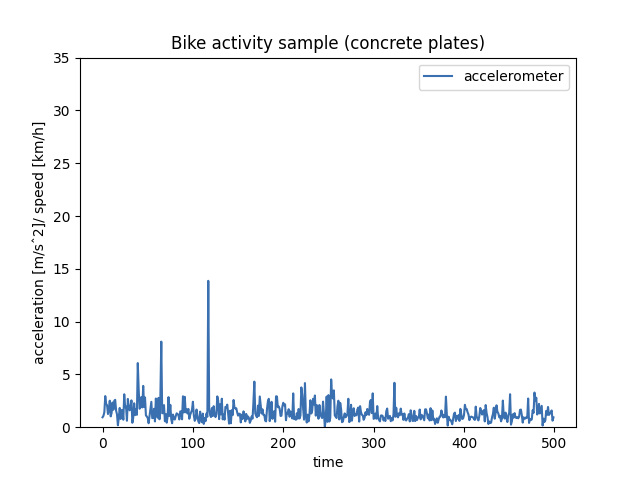 Bike activity sample (concrete plates)
accelerometer
35
30
25
20
15
10
5
0
acceleration [m/sˆ2]/ speed [km/h]
0 100 200 300 400 500
time